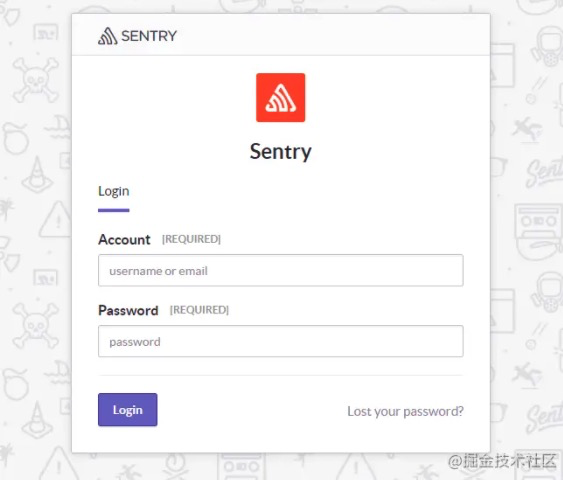 SENTRY
Sentry
Login
Account [REQUIRED]
username or email
Password [REQUIRED]
password
Login Lost your password?
@掘金技术社区